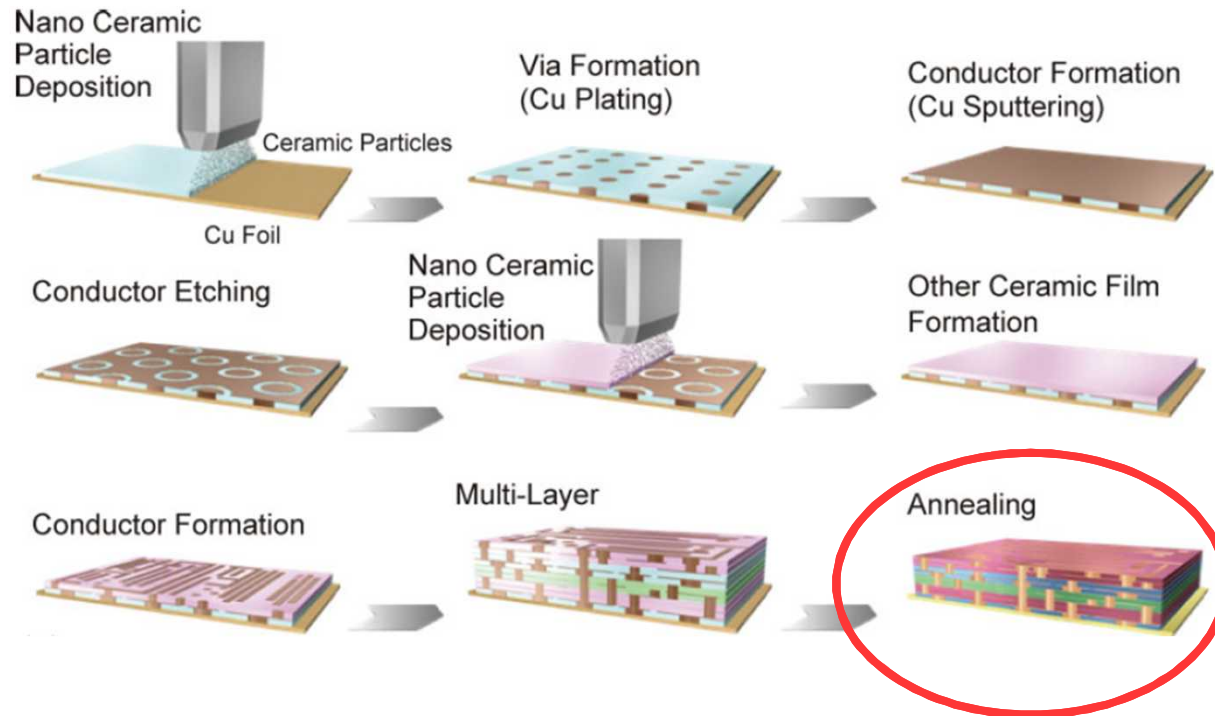 Nano Ceramic
Particle
Deposition
Ceramic Particles
Cu Foil
Via Formation
(Cu Plating)
Conductor Formation
(Cu Sputtering)
Conductor Etching
Nano Ceramic
Particle
Deposition
Other Ceramic Film
Formation
Conductor Formation
Multi-Layer
Annealing